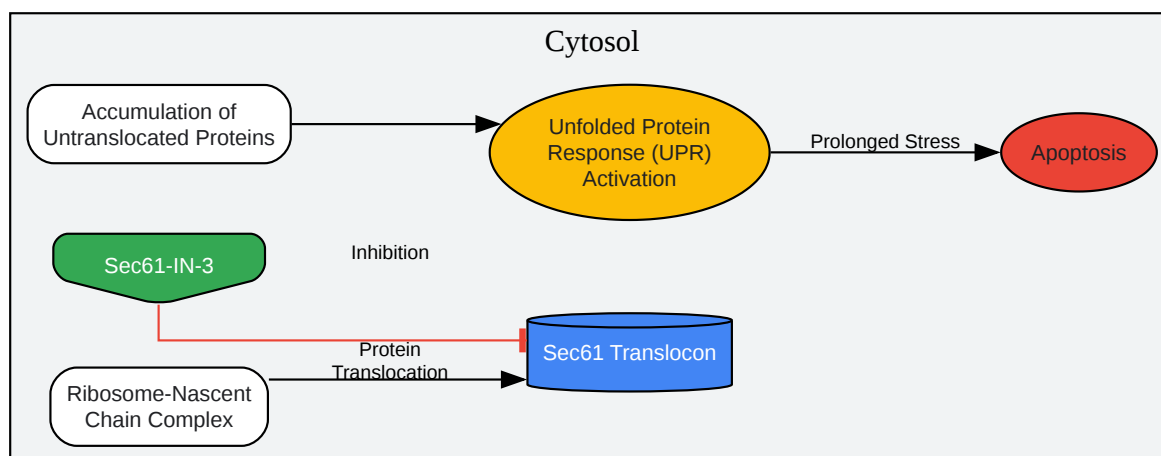 Cytosol
Accumulation of
Untranslocated Proteins
Unfolded Protein
Response (UPR)
Activation
Prolonged Stress
Apoptosis
Sec61-IN-3
Inhibition
Protein
Translocation
Sec61 Translocon
Ribosome-Nascent
Chain Complex